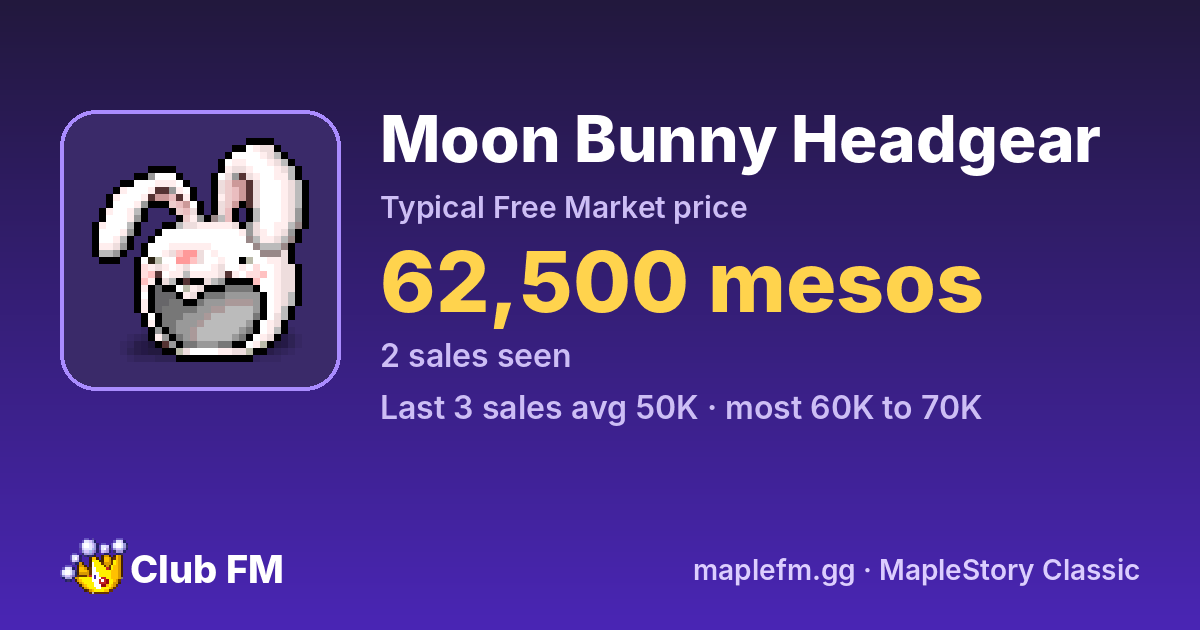 Moon Bunny Headgear
Typical Free Market price
62,500 mesos
2 sales seen
Last 3 sales avg 50K · most 60K to 70K
Club FM
maplefm.gg · MapleStory Classic